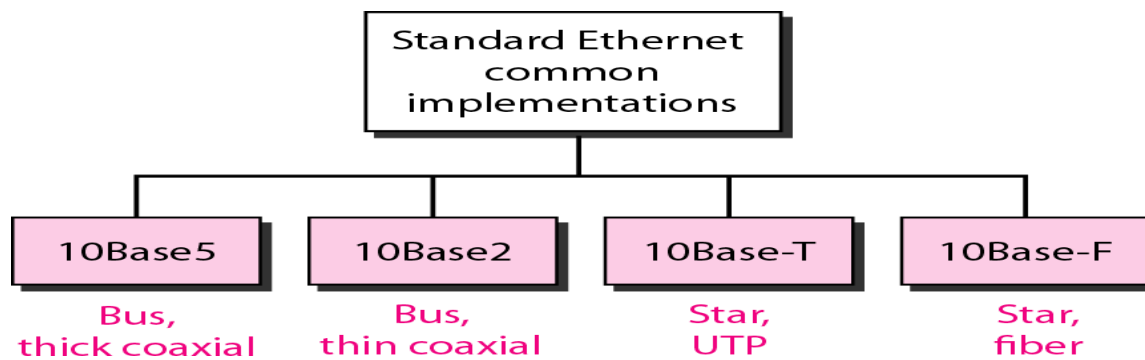 Standard Ethernet
common
implementations
10Base5
10Base2
10Base-T
10Base-F
Bus,
thick coaxial
Bus,
thin coaxial
Star,
UTP
Star,
fiber